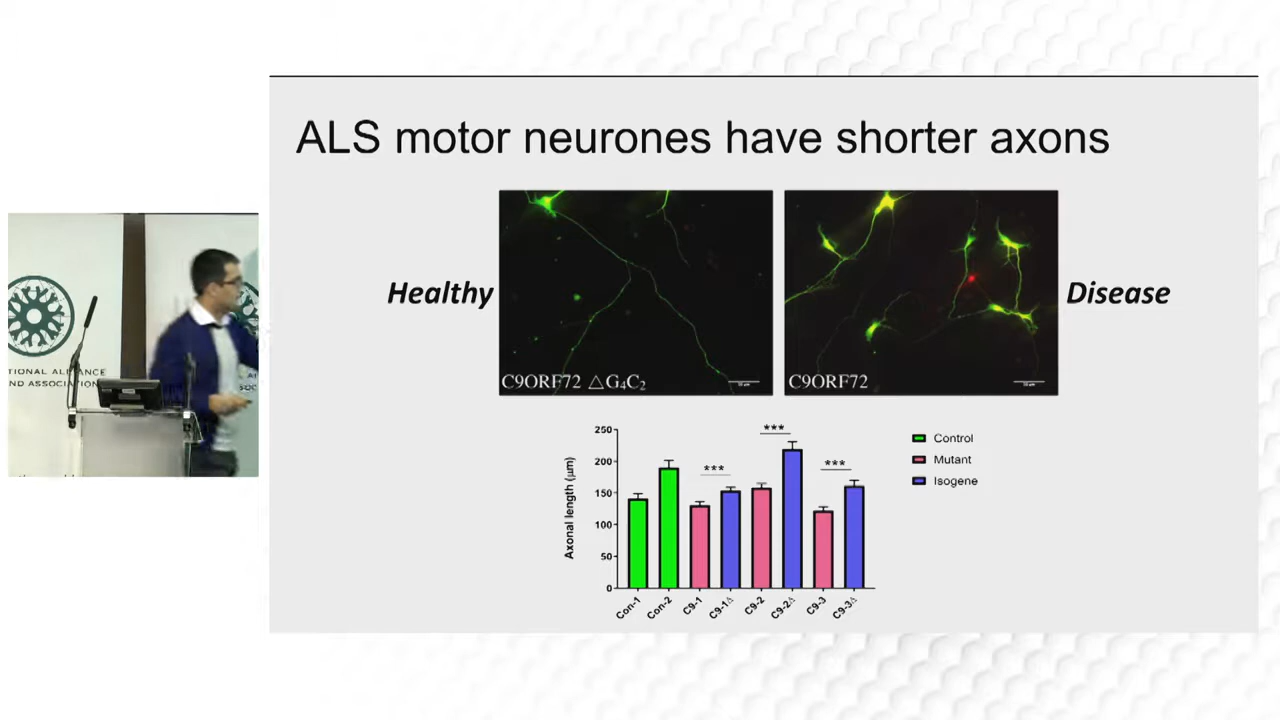 ALS motor neurones have shorter axons
Healthy
Disease
C9ORF72 △G₄C₂
C9ORF72
250
200
150
100
50
0
Axonal length (μm)
***
***
***
Con-1
Con-2
C9-1
C9-1Δ
C9-2
C9-2Δ
C9-3
C9-3Δ
Control
Mutant
Isogene